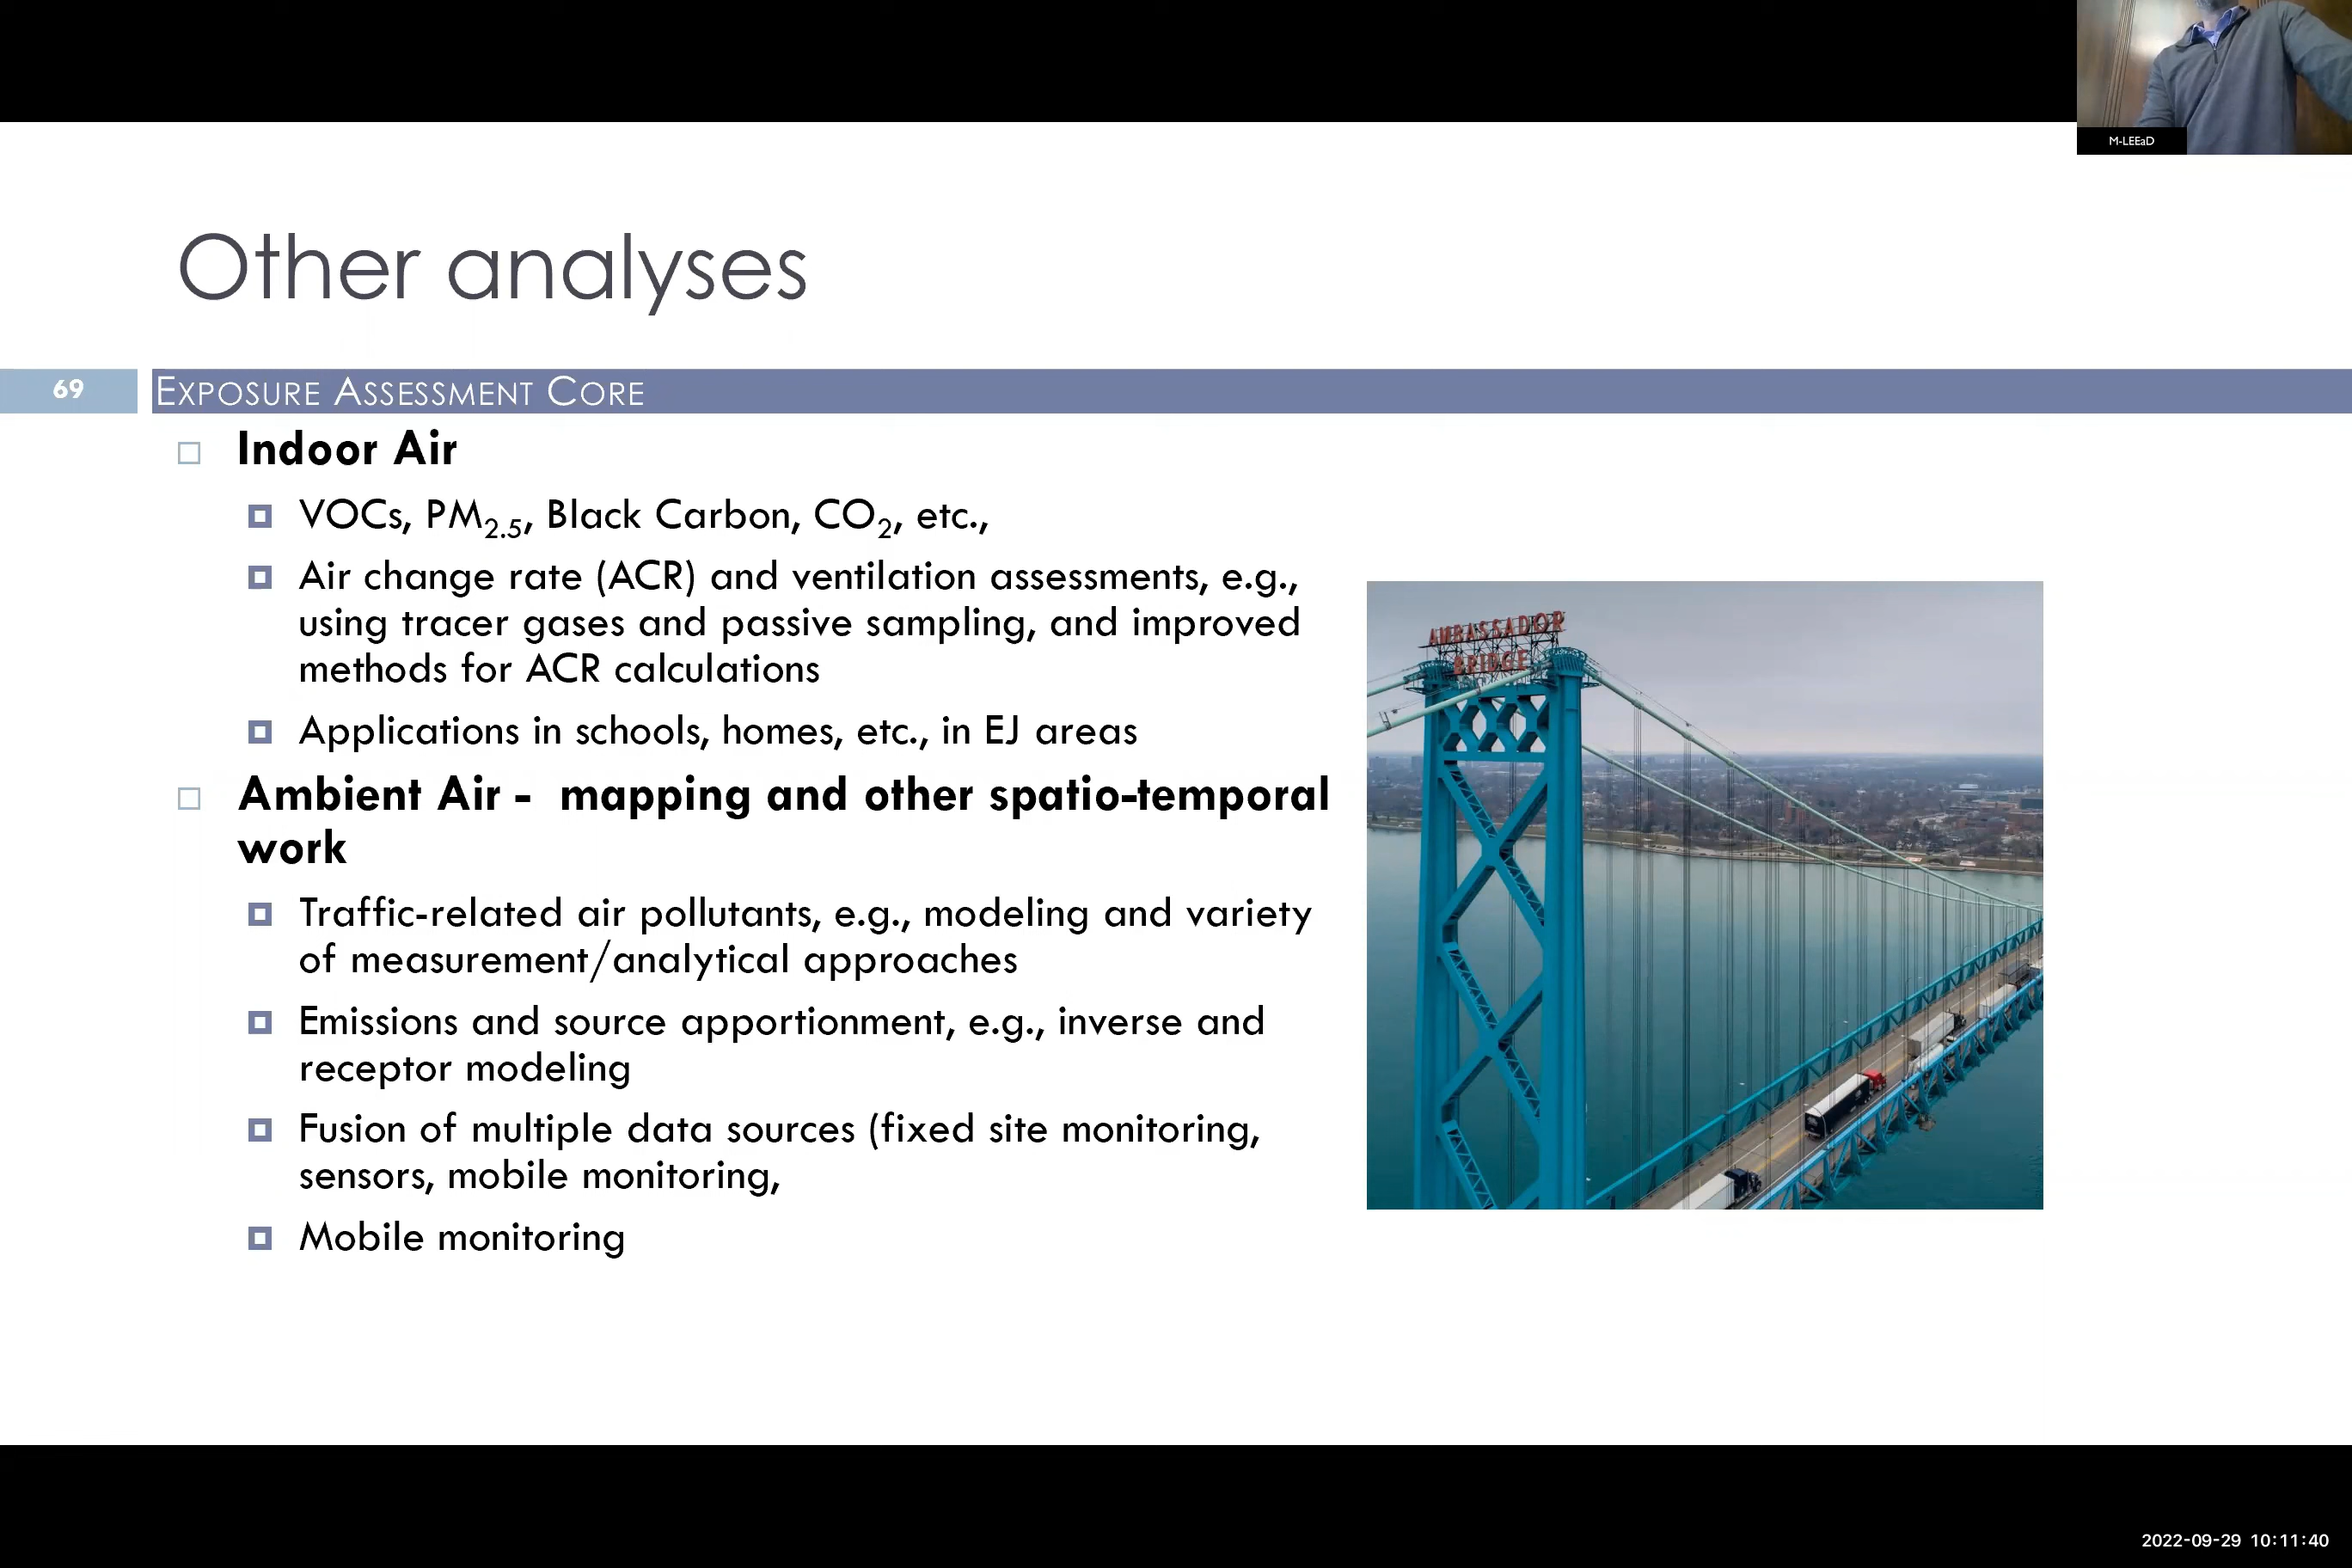 M-LEEaD
Other analyses
69
EXPOSURE ASSESSMENT CORE
Indoor Air
VOCs, PM2.5, Black Carbon, CO2, etc.,
Air change rate (ACR) and ventilation assessments, e.g.,
using tracer gases and passive sampling, and improved
methods for ACR calculations
Applications in schools, homes, etc., in EJ areas
Ambient Air -  mapping and other spatio-temporal
work
Traffic-related air pollutants, e.g., modeling and variety
of measurement/analytical approaches
Emissions and source apportionment, e.g., inverse and
receptor modeling
Fusion of multiple data sources (fixed site monitoring,
sensors, mobile monitoring,
Mobile monitoring
AMBASSADOR
BRIDGE
2022-09-29 10:11:40